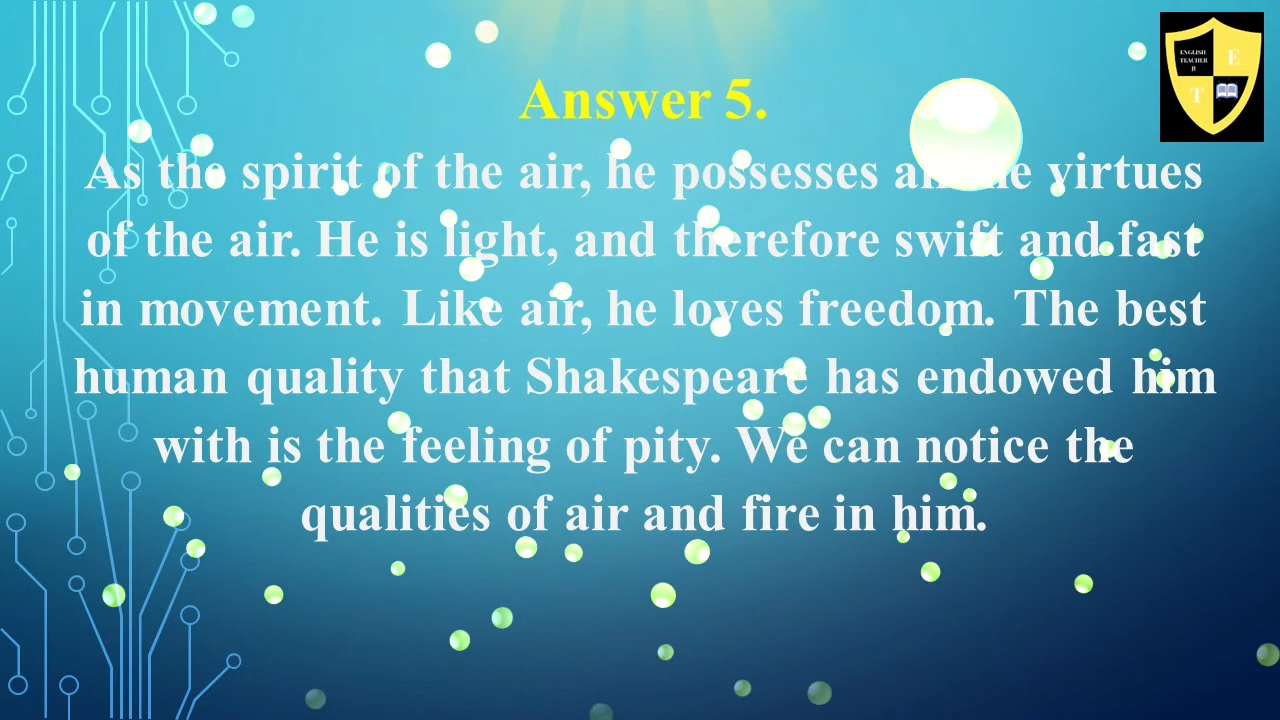 ENGLISH
TEACHER
JI
E
T
Answer 5.
As the spirit of the air, he possesses all the virtues
of the air. He is light, and therefore swift and fast
in movement. Like air, he loves freedom. The best
human quality that Shakespeare has endowed him
with is the feeling of pity. We can notice the
qualities of air and fire in him.